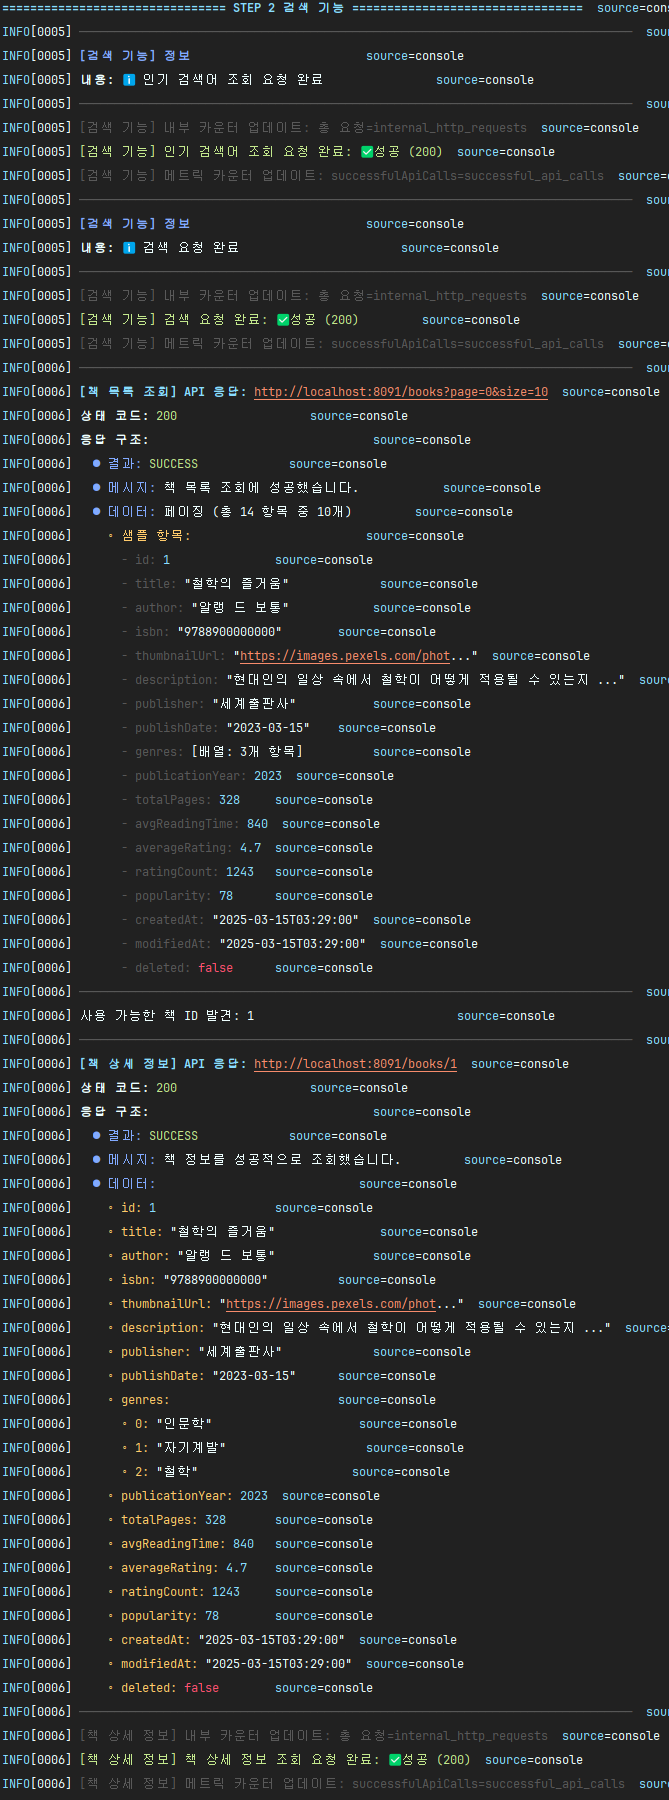 ================================ STEP 2 검색 기능 ================================= source=cons
INFO[0005] ─────────────────────────────── sour
INFO[0005] [검색 기능] 정보 source=console
INFO[0005] 내용: ℹ️ 인기 검색어 조회 요청 완료 source=console
INFO[0005] ─────────────────────────────── sour
INFO[0005] [검색 기능] 내부 카운터 업데이트: 총 요청=internal_http_requests source=console
INFO[0005] [검색 기능] 인기 검색어 조회 요청 완료: ✅성공 (200) source=console
INFO[0005] [검색 기능] 메트릭 카운터 업데이트: successfulApiCalls=successful_api_calls source=c
INFO[0005] ─────────────────────────────── sour
INFO[0005] [검색 기능] 정보 source=console
INFO[0005] 내용: ℹ️ 검색 요청 완료 source=console
INFO[0005] ─────────────────────────────── sour
INFO[0005] [검색 기능] 내부 카운터 업데이트: 총 요청=internal_http_requests source=console
INFO[0005] [검색 기능] 검색 요청 완료: ✅성공 (200) source=console
INFO[0005] [검색 기능] 메트릭 카운터 업데이트: successfulApiCalls=successful_api_calls source=c
INFO[0006] ─────────────────────────────── sour
INFO[0006] [책 목록 조회] API 응답: http://localhost:8091/books?page=0&size=10 source=console
INFO[0006] 상태 코드: 200 source=console
INFO[0006] 응답 구조: source=console
INFO[0006] ● 결과: SUCCESS source=console
INFO[0006] ● 메시지: 책 목록 조회에 성공했습니다. source=console
INFO[0006] ● 데이터: 페이징 (총 14 항목 중 10개) source=console
INFO[0006] ◦ 샘플 항목: source=console
INFO[0006] - id: 1 source=console
INFO[0006] - title: "철학의 즐거움" source=console
INFO[0006] - author: "알랭 드 보통" source=console
INFO[0006] - isbn: "9788900000000" source=console
INFO[0006] - thumbnailUrl: "https://images.pexels.com/phot..." source=console
INFO[0006] - description: "현대인의 일상 속에서 철학이 어떻게 적용될 수 있는지 ..." sour
INFO[0006] - publisher: "세계출판사" source=console
INFO[0006] - publishDate: "2023-03-15" source=console
INFO[0006] - genres: [배열: 3개 항목] source=console
INFO[0006] - publicationYear: 2023 source=console
INFO[0006] - totalPages: 328 source=console
INFO[0006] - avgReadingTime: 840 source=console
INFO[0006] - averageRating: 4.7 source=console
INFO[0006] - ratingCount: 1243 source=console
INFO[0006] - popularity: 78 source=console
INFO[0006] - createdAt: "2025-03-15T03:29:00" source=console
INFO[0006] - modifiedAt: "2025-03-15T03:29:00" source=console
INFO[0006] - deleted: false source=console
INFO[0006] ─────────────────────────────── sour
INFO[0006] 사용 가능한 책 ID 발견: 1 source=console
INFO[0006] ─────────────────────────────── sour
INFO[0006] [책 상세 정보] API 응답: http://localhost:8091/books/1 source=console
INFO[0006] 상태 코드: 200 source=console
INFO[0006] 응답 구조: source=console
INFO[0006] ● 결과: SUCCESS source=console
INFO[0006] ● 메시지: 책 정보를 성공적으로 조회했습니다. source=console
INFO[0006] ● 데이터: source=console
INFO[0006] ◦ id: 1 source=console
INFO[0006] ◦ title: "철학의 즐거움" source=console
INFO[0006] ◦ author: "알랭 드 보통" source=console
INFO[0006] ◦ isbn: "9788900000000" source=console
INFO[0006] ◦ thumbnailUrl: "https://images.pexels.com/phot..." source=console
INFO[0006] ◦ description: "현대인의 일상 속에서 철학이 어떻게 적용될 수 있는지 ..." source=
INFO[0006] ◦ publisher: "세계출판사" source=console
INFO[0006] ◦ publishDate: "2023-03-15" source=console
INFO[0006] ◦ genres: source=console
INFO[0006] ◦ 0: "인문학" source=console
INFO[0006] ◦ 1: "자기계발" source=console
INFO[0006] ◦ 2: "철학" source=console
INFO[0006] ◦ publicationYear: 2023 source=console
INFO[0006] ◦ totalPages: 328 source=console
INFO[0006] ◦ avgReadingTime: 840 source=console
INFO[0006] ◦ averageRating: 4.7 source=console
INFO[0006] ◦ ratingCount: 1243 source=console
INFO[0006] ◦ popularity: 78 source=console
INFO[0006] ◦ createdAt: "2025-03-15T03:29:00" source=console
INFO[0006] ◦ modifiedAt: "2025-03-15T03:29:00" source=console
INFO[0006] ◦ deleted: false source=console
INFO[0006] ─────────────────────────────── sour
INFO[0006] [책 상세 정보] 내부 카운터 업데이트: 총 요청=internal_http_requests source=console
INFO[0006] [책 상세 정보] 책 상세 정보 조회 요청 완료: ✅성공 (200) source=console
INFO[0006] [책 상세 정보] 메트릭 카운터 업데이트: successfulApiCalls=successful_api_calls sour